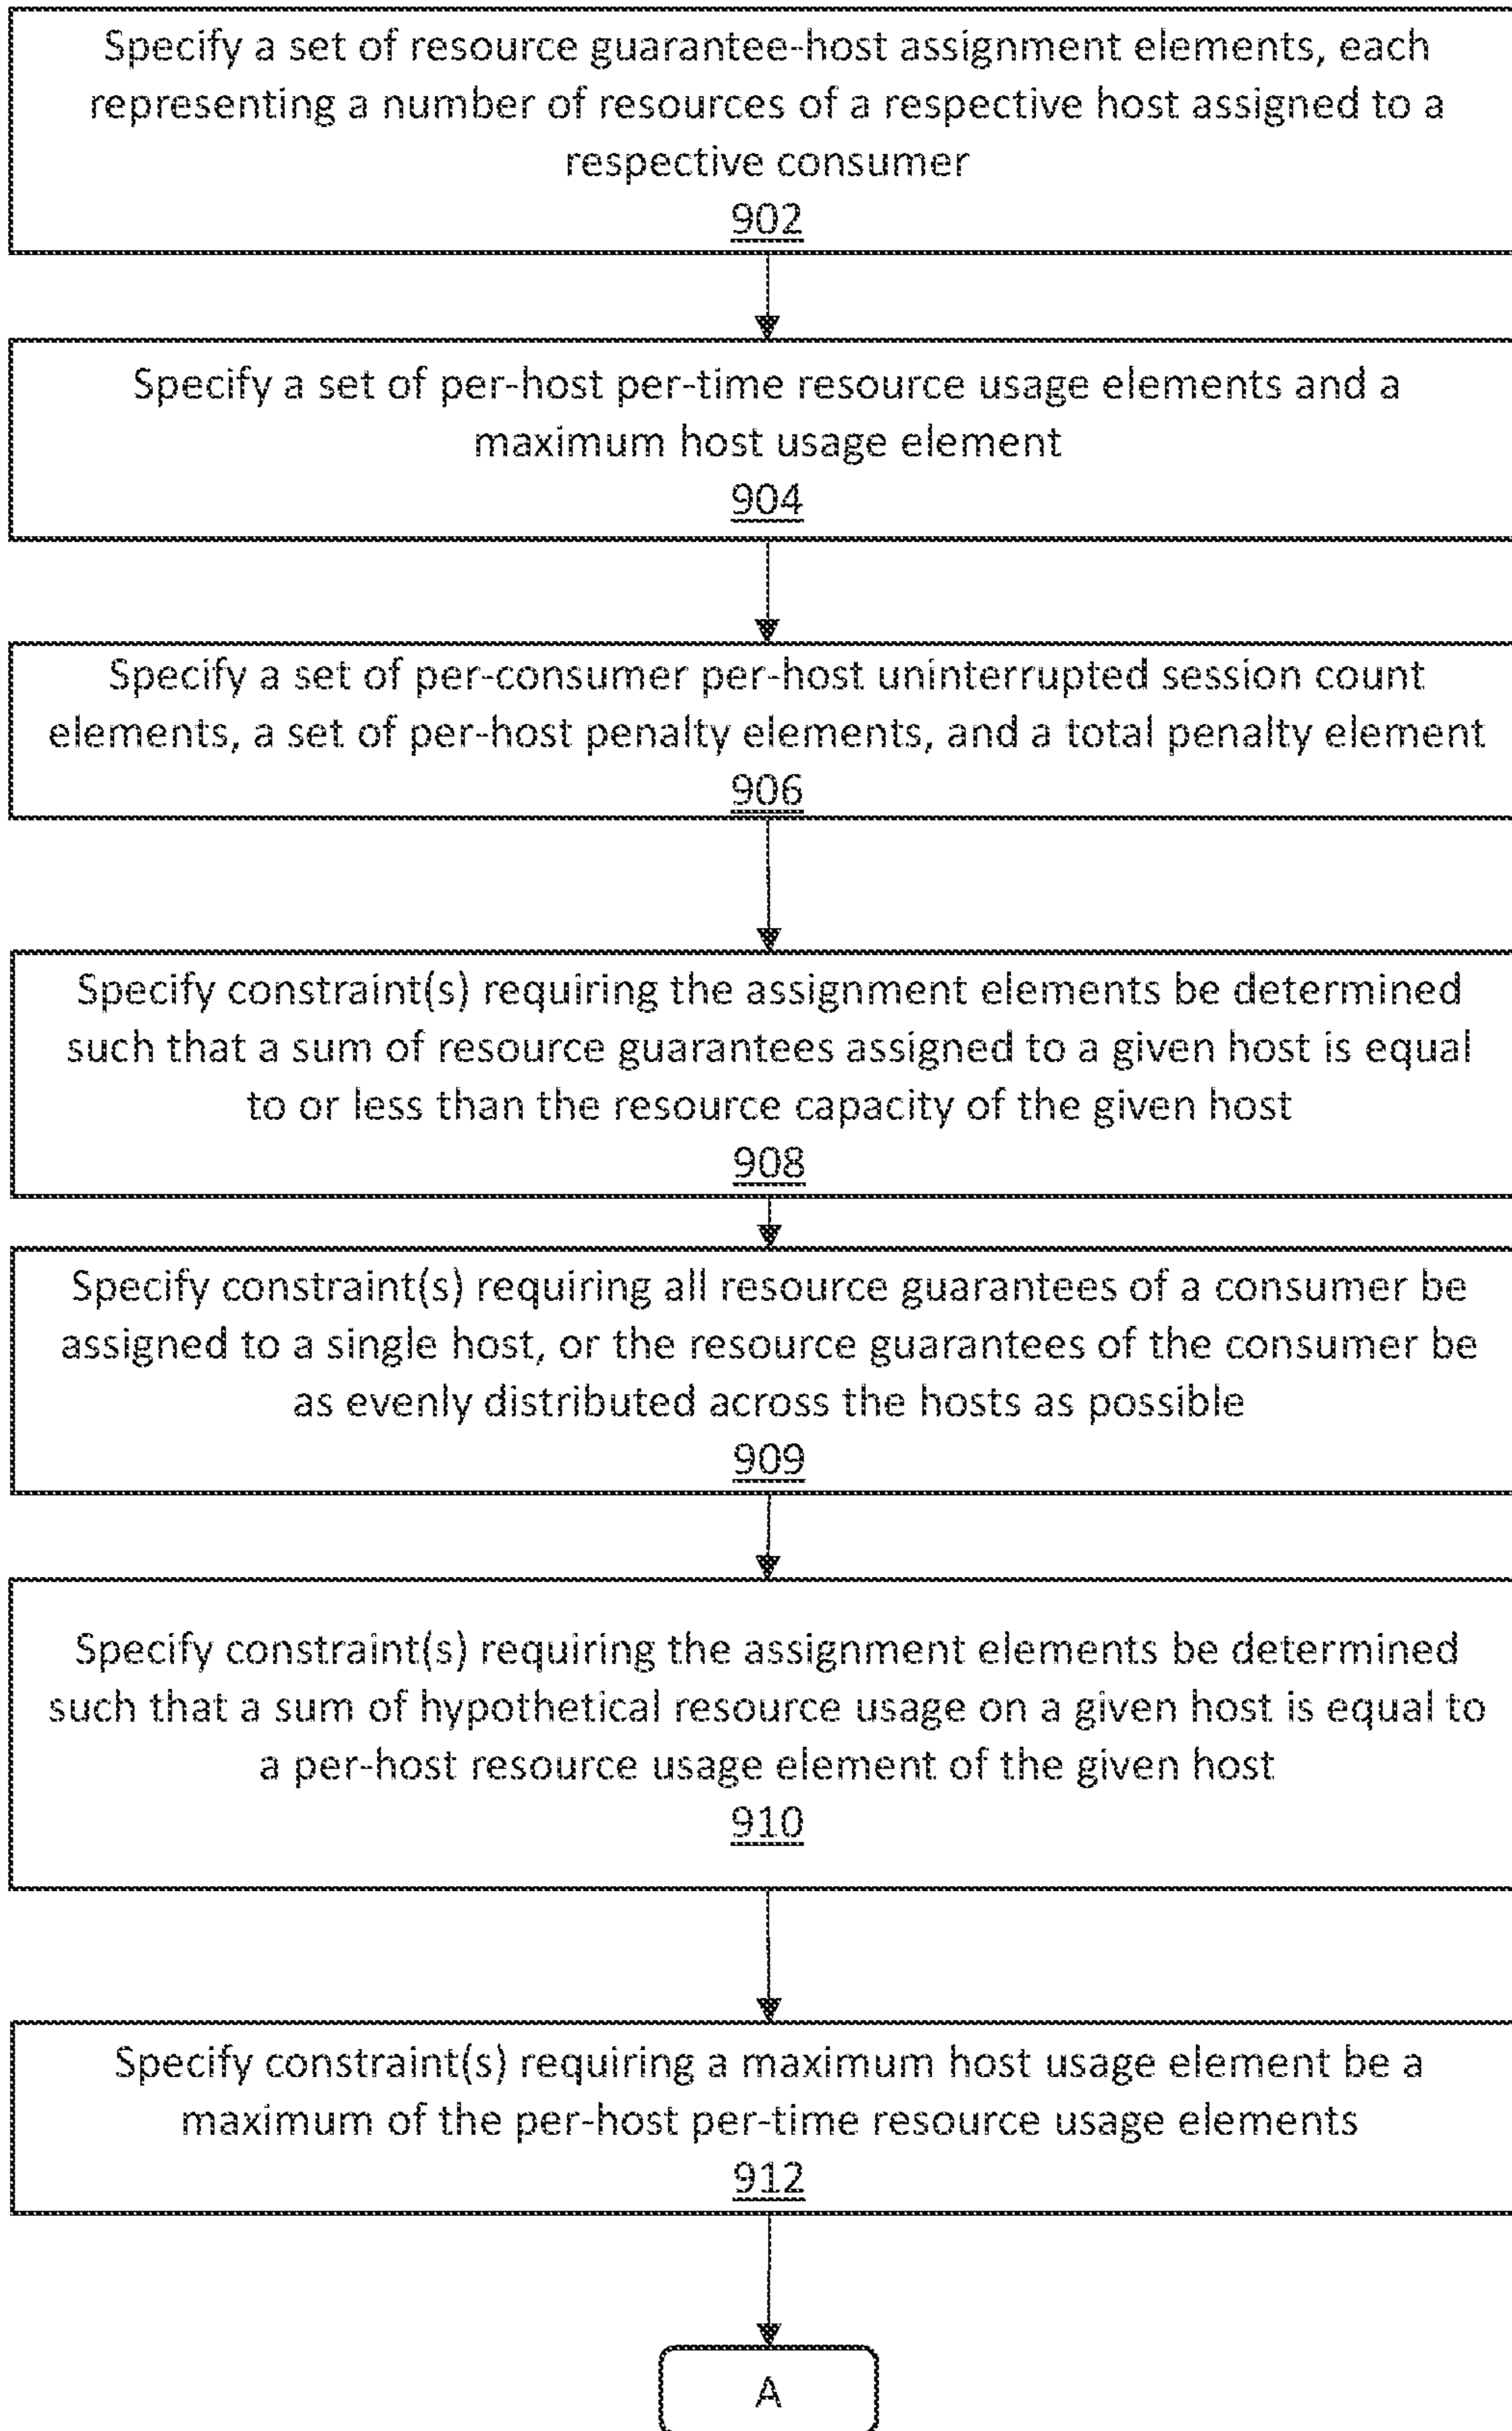 Specify a set of resource guarantee-host assignment elements, each
representing a number of resources of a respective host assigned to a
respective consumer
902
Specify a set of per-host per-time resource usage elements and a
maximum host usage element
904
Specify a set of per-consumer per-host uninterrupted session count
elements, a set of per-host penalty elements, and a total penalty element
906
Specify constraint(s) requiring the assignment elements be determined
such that a sum of resource guarantees assigned to a given host is equal
to or less than the resource capacity of the given host
908
Specify constraint(s) requiring all resource guarantees of a consumer be
assigned to a single host, or the resource guarantees of the consumer be
as evenly distributed across the hosts as possible
909
Specify constraint(s) requiring the assignment elements be determined
such that a sum of hypothetical resource usage on a given host is equal to
a per-host resource usage element of the given host
910
Specify constraint(s) requiring a maximum host usage element be a
maximum of the per-host per-time resource usage elements
912
A